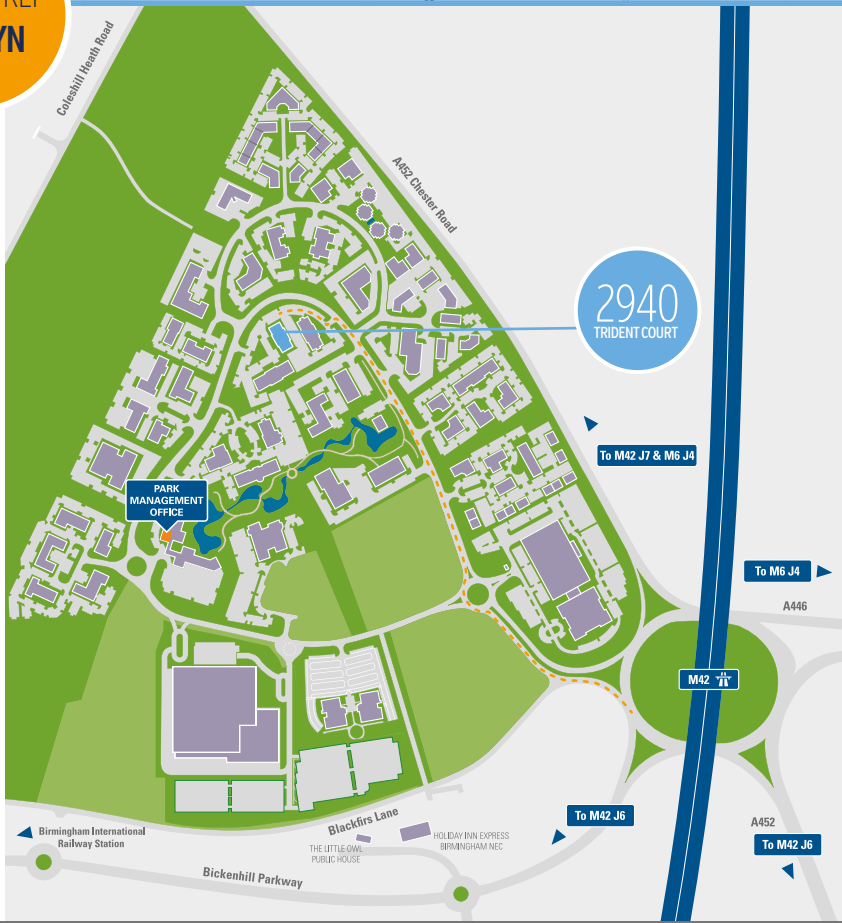 YN
Coleshill Heath Road
A452 Chester Road
2940
TRIDENT COURT
To M42 J7 & M6 J4
PARK
MANAGEMENT
OFFICE
To M6 J4
A446
M42
To M42 J6
A452
To M42 J6
Blackfirs Lane
Birmingham International
Railway Station
HOLIDAY INN EXPRESS
BIRMINGHAM NEC
THE LITTLE OWL
PUBLIC HOUSE
Bickenhill Parkway